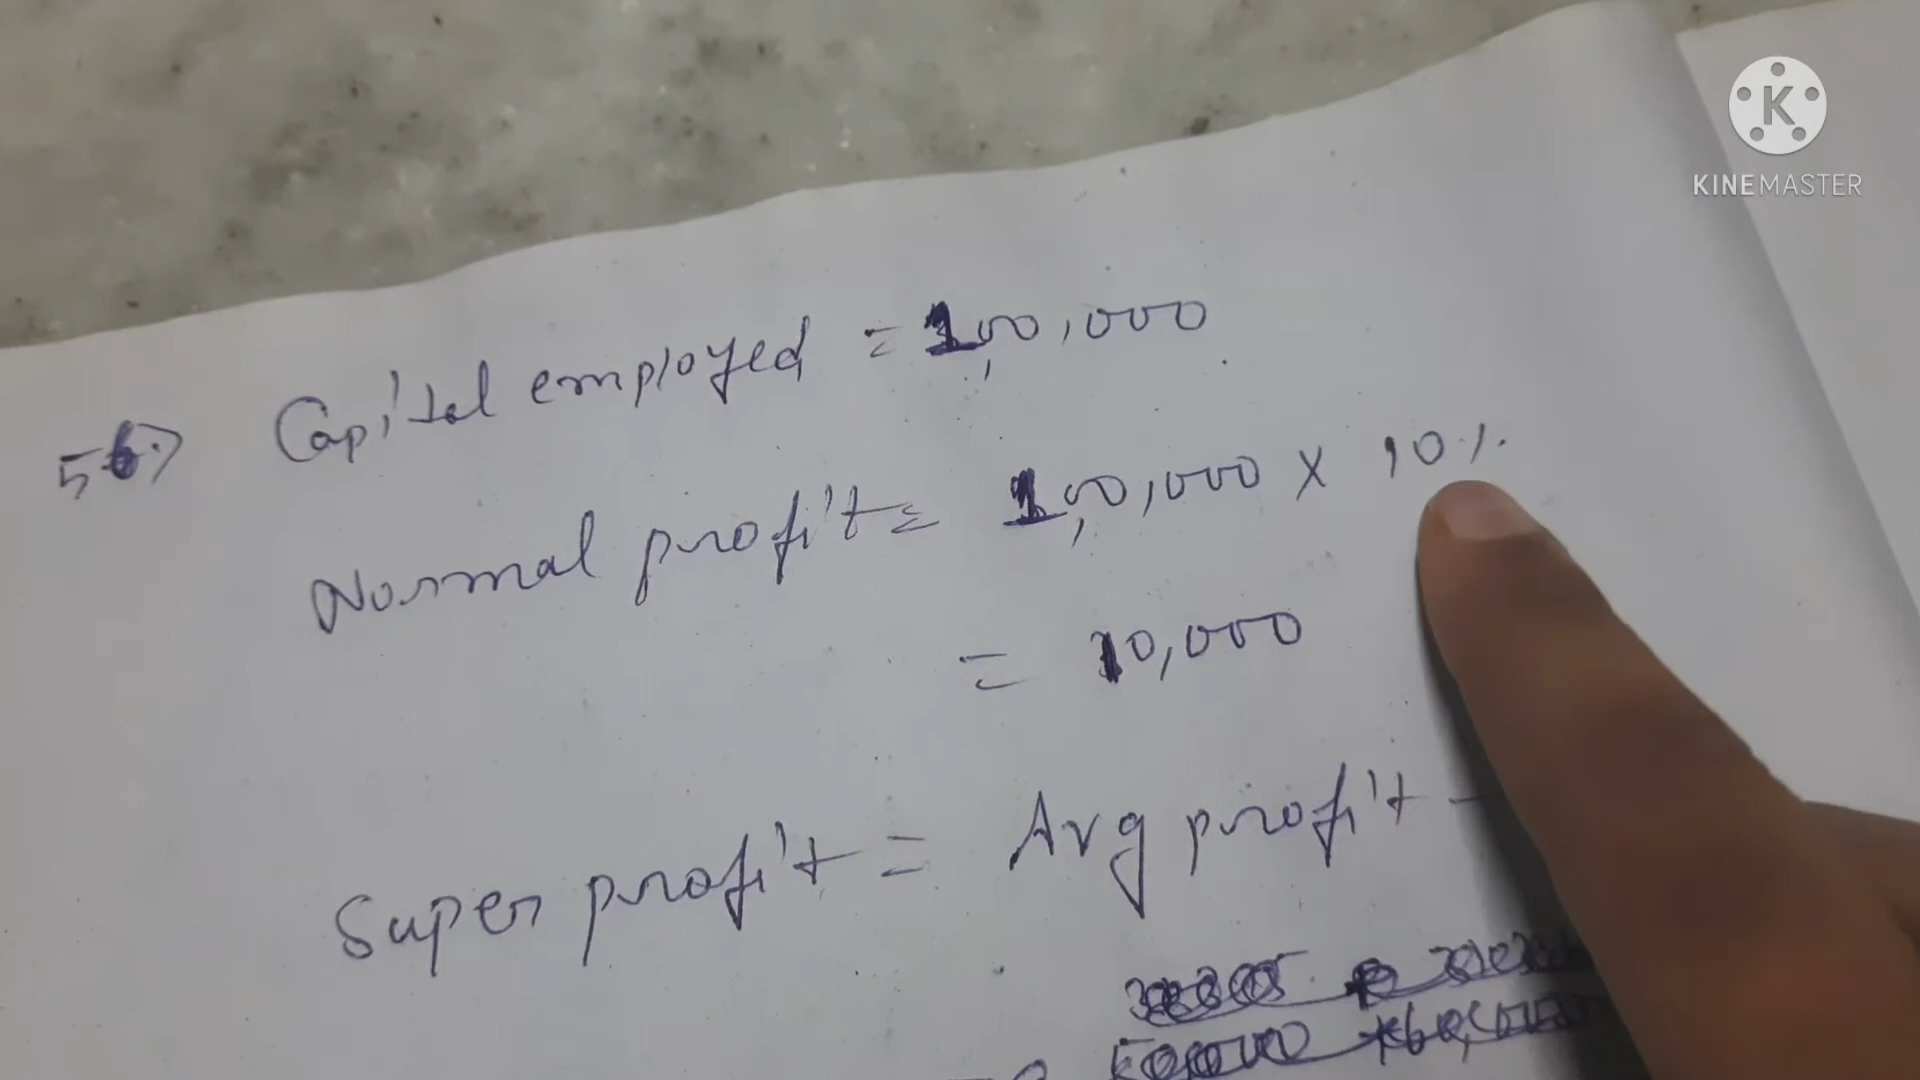 K
KINEMASTER
56.> Capital employed = 1,00,000
Normal profit = 1,00,000 X 10%
= 10,000
Super profit = Avg profit -